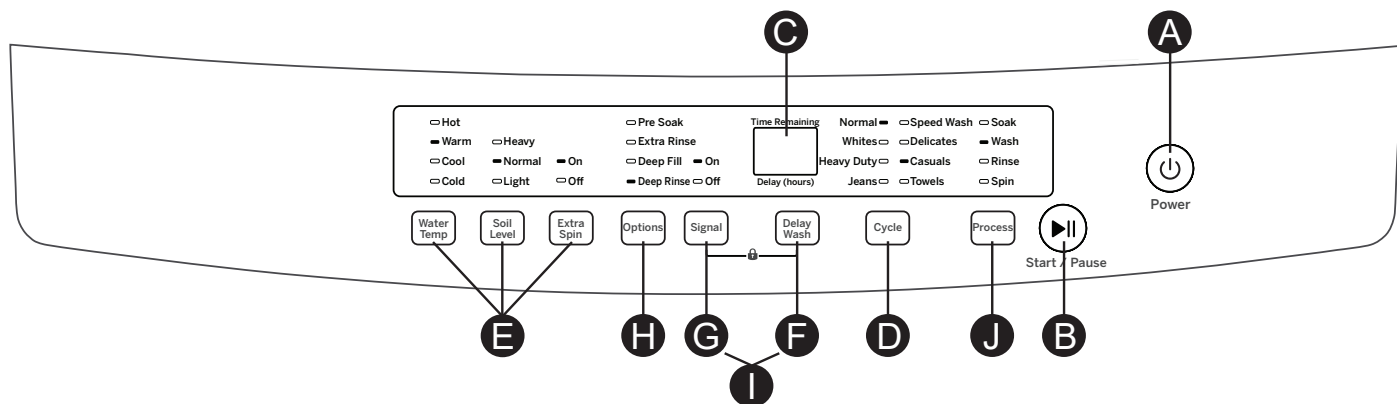 C
A
Hot
Pre Soak
Time Remaining
Normal
Speed Wash
Soak
Warm
Heavy
Extra Rinse
Whites
Delicates
Wash
Cool
Normal
On
Deep Fill
On
Heavy Duty
Casuals
Rinse
Cold
Light
Off
Deep Rinse
Off
Delay (hours)
Jeans
Towels
Spin
Power
Water
Temp
Soil
Level
Extra
Spin
Options
Signal
Delay
Wash
Cycle
Process
Start / Pause
E
H
G
F
D
J
B
I